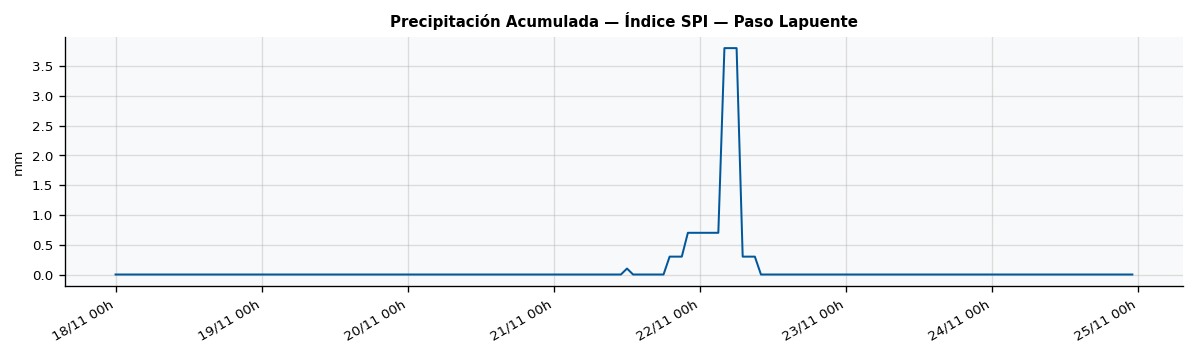 Precipitación Acumulada — Índice SPI — Paso Lapuente
mm
3.5
3.0
2.5
2.0
1.5
1.0
0.5
0.0
18/11 00h
19/11 00h
20/11 00h
21/11 00h
22/11 00h
23/11 00h
24/11 00h
25/11 00h